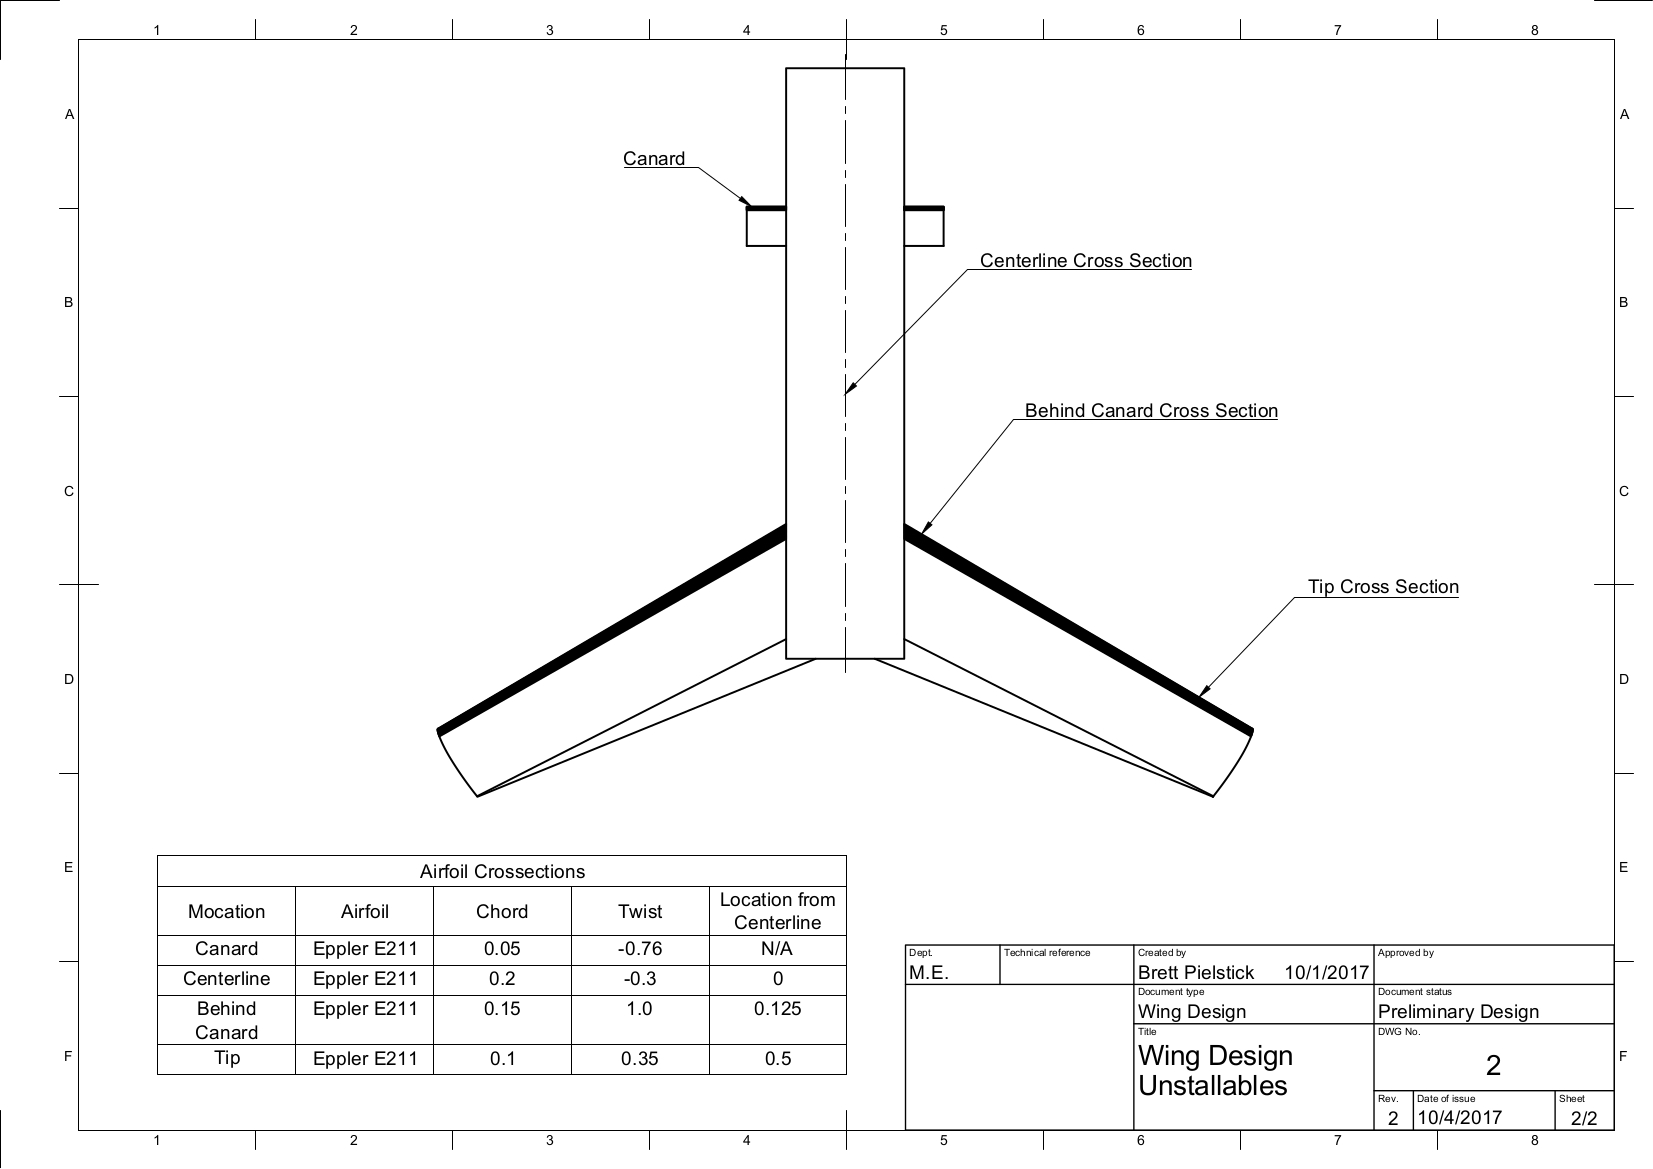 1 2 3 4 5 6 7 8
A A
Canard
Centerline Cross Section
B B
Behind Canard Cross Section
C C
Tip Cross Section
D D
Airfoil Crossections
E E
Mocation Airfoil Chord Twist Location from
Centerline
Canard Eppler E211 0.05 -0.76 N/A
Centerline Eppler E211 0.2 -0.3 0
Behind Eppler E211 0.15 1.0 0.125
Canard
Tip Eppler E211 0.1 0.35 0.5
Dept. Technical reference Created by Approved by
M.E. Brett Pielstick 10/1/2017
Document type Document status
Wing Design Preliminary Design
Title DWG No.
Wing Design
Unstallables
2
F F
Rev. Date of issue Sheet
2 10/4/2017 2/2
1 2 3 4 5 6 7 8